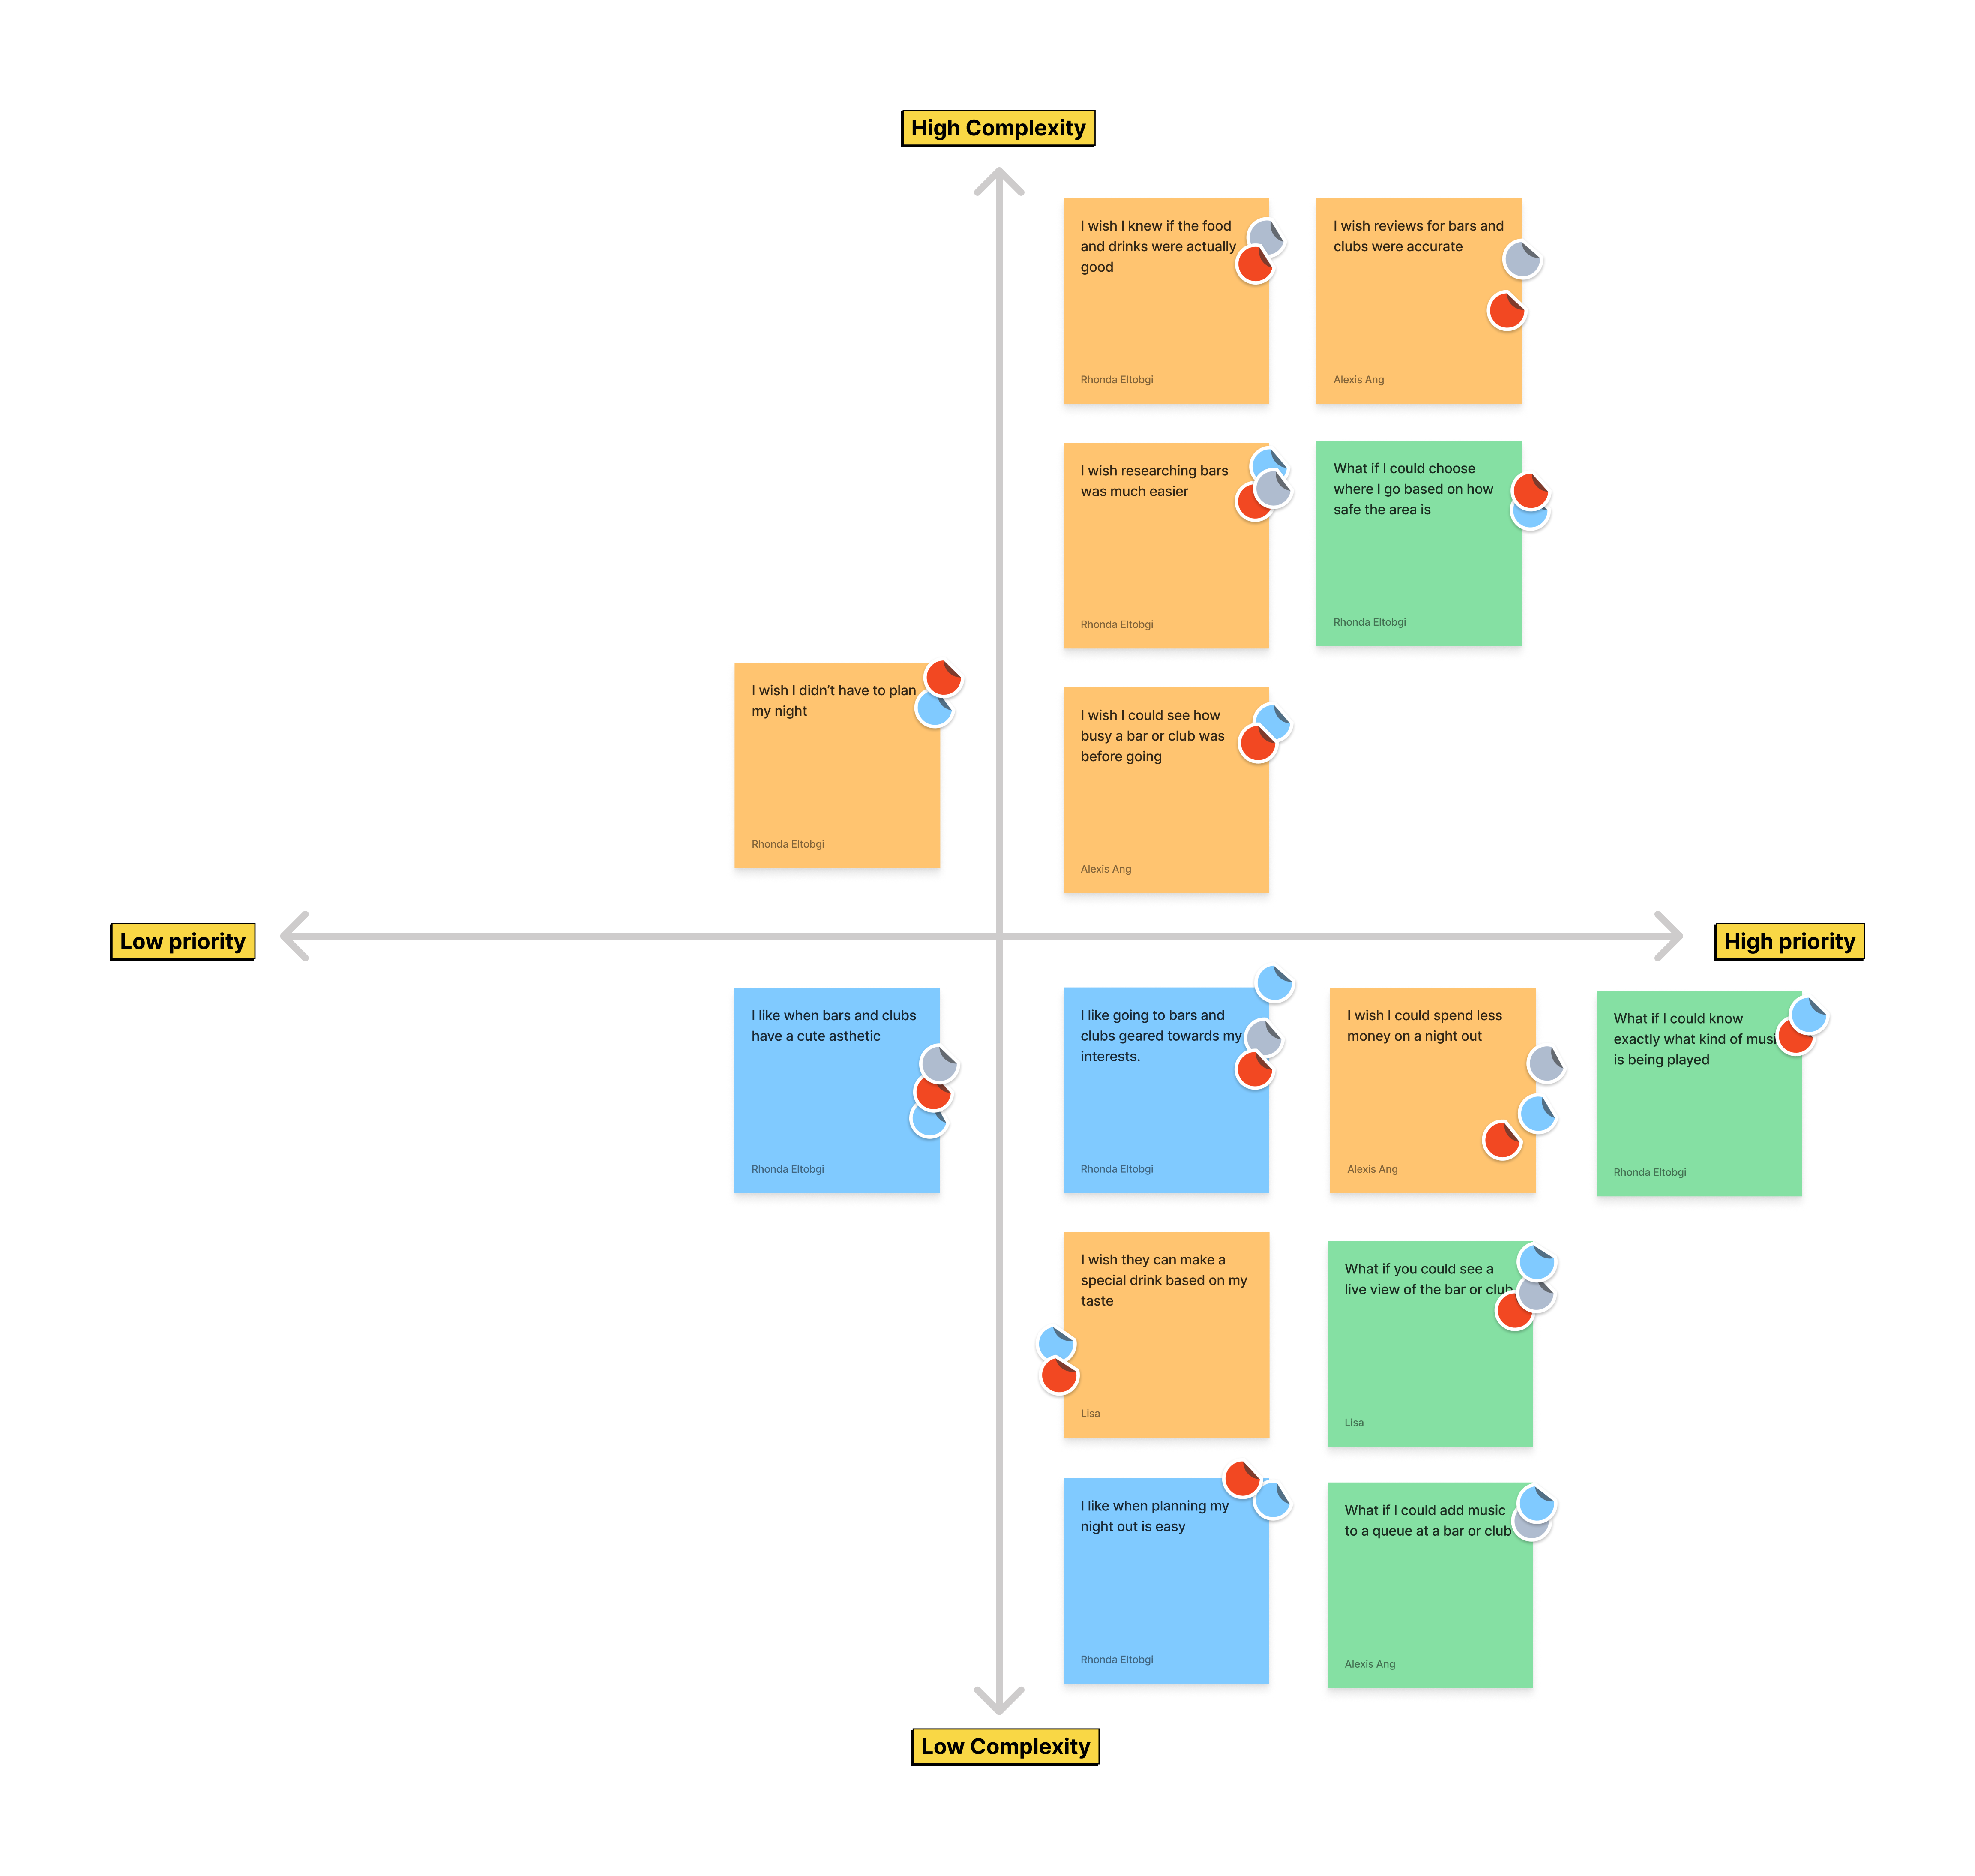 High Complexity
I wish I knew if the food
and drinks were actually
good
Rhonda Eltobgi
I wish reviews for bars and
clubs were accurate
Alexis Ang
I wish researching bars
was much easier
Rhonda Eltobgi
What if I could choose
where I go based on how
safe the area is
Rhonda Eltobgi
I wish I didn't have to plan
my night
Rhonda Eltobgi
I wish I could see how
busy a bar or club was
before going
Alexis Ang
Low priority
High priority
I like when bars and clubs
have a cute asthetic
Rhonda Eltobgi
I like going to bars and
clubs geared towards my
interests.
Rhonda Eltobgi
I wish I could spend less
money on a night out
Alexis Ang
What if I could know
exactly what kind of music
is being played
Rhonda Eltobgi
I wish they can make a
special drink based on my
taste
Lisa
What if you could see a
live view of the bar or club
Lisa
I like when planning my
night out is easy
Rhonda Eltobgi
What if I could add music
to a queue at a bar or club
Alexis Ang
Low Complexity